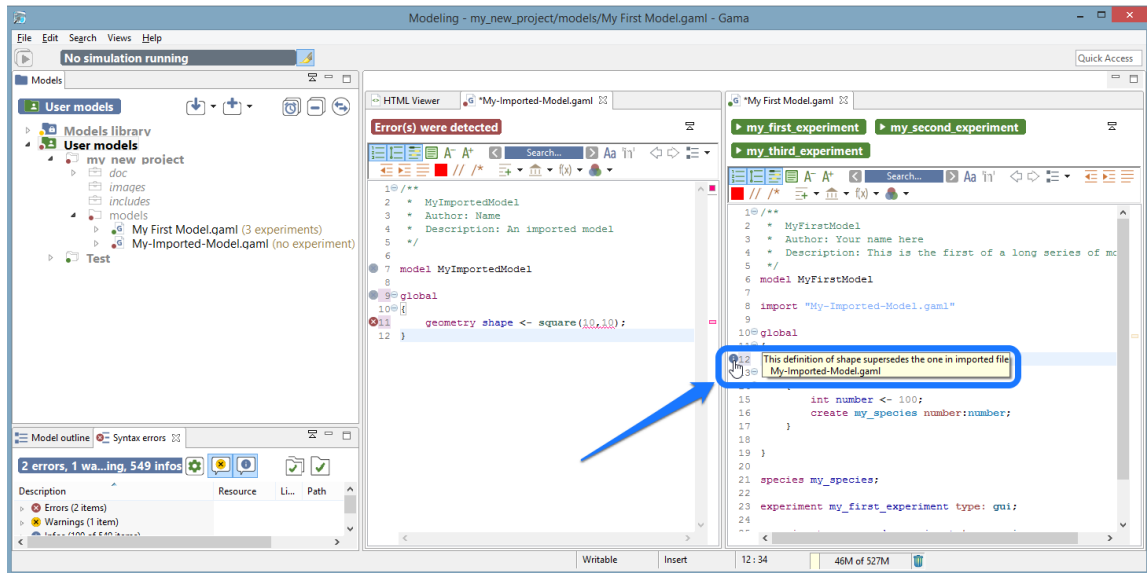 Modeling - my_new_project/models/My First Model.gaml - Gama
File Edit Search Views Help
No simulation running
Quick Access
Models
User models
Models library
User models
my new project
doc
images
includes
models
My First Model.gaml (3 experiments)
My-Imported-Model.gaml (no experiment)
Test
Model outline Syntax errors
2 errors, 1 wa...ing, 549 infos
Description Resource Li... Path
Errors (2 items)
Warnings (1 item)
HTML Viewer *My-Imported-Model.gaml
Error(s) were detected
A- A+ Search... Aa
// /* f(x)
1 /**
2 * MyImportedModel
3 * Author: Name
4 * Description: An imported model
5 */
6
7 model MyImportedModel
8
9 global
10 {
11 geometry shape <- square(10,10);
12 }
*My First Model.gaml
my_first_experiment my_second_experiment
my_third_experiment
A- A+ Search... Aa
// /* f(x)
1 /**
2 * MyFirstModel
3 * Author: Your name here
4 * Description: This is the first of a long series of mo
5 */
6 model MyFirstModel
7
8 import "My-Imported-Model.gaml"
9
10 global
12 This definition of shape supersedes the one in imported file
My-Imported-Model.gaml
15 int number <- 100;
16 create my_species number:number;
17 }
18
19 }
20
21 species my_species;
22
23 experiment my_first_experiment type: gui;
24
Writable Insert 12 : 34 46M of 527M